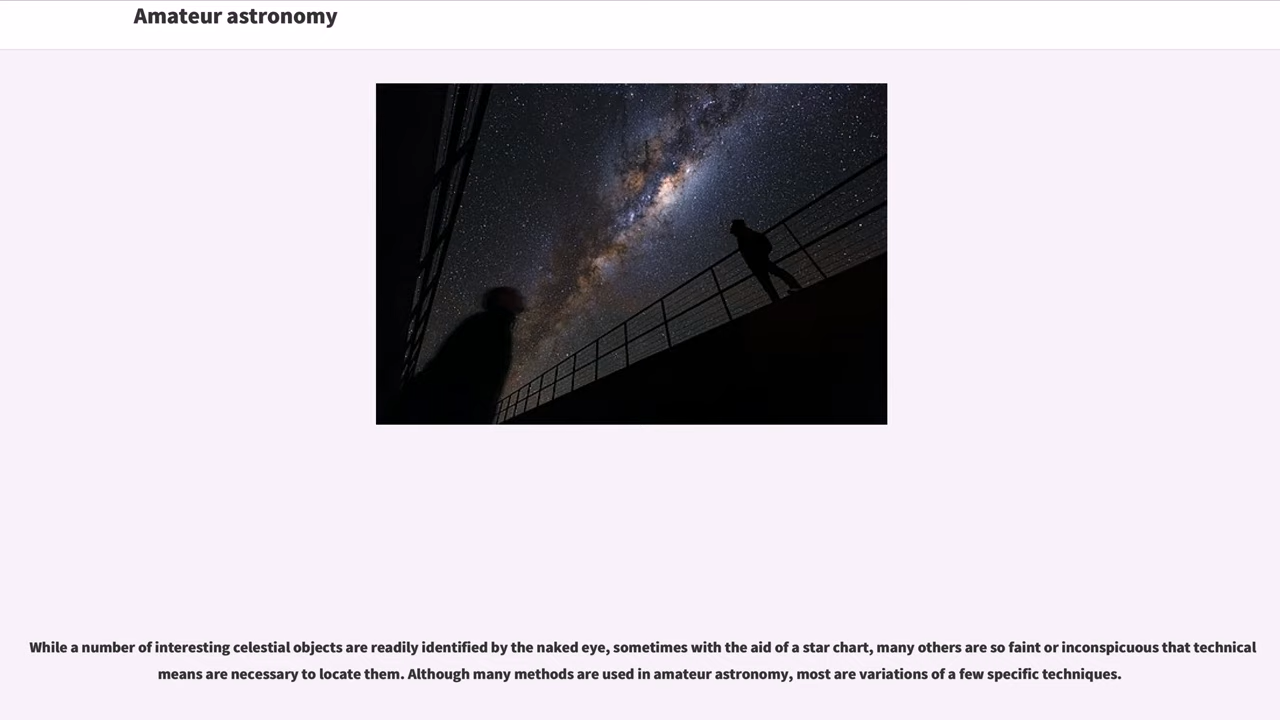 Amateur astronomy
While a number of interesting celestial objects are readily identified by the naked eye, sometimes with the aid of a star chart, many others are so faint or inconspicuous that technical
means are necessary to locate them. Although many methods are used in amateur astronomy, most are variations of a few specific techniques.